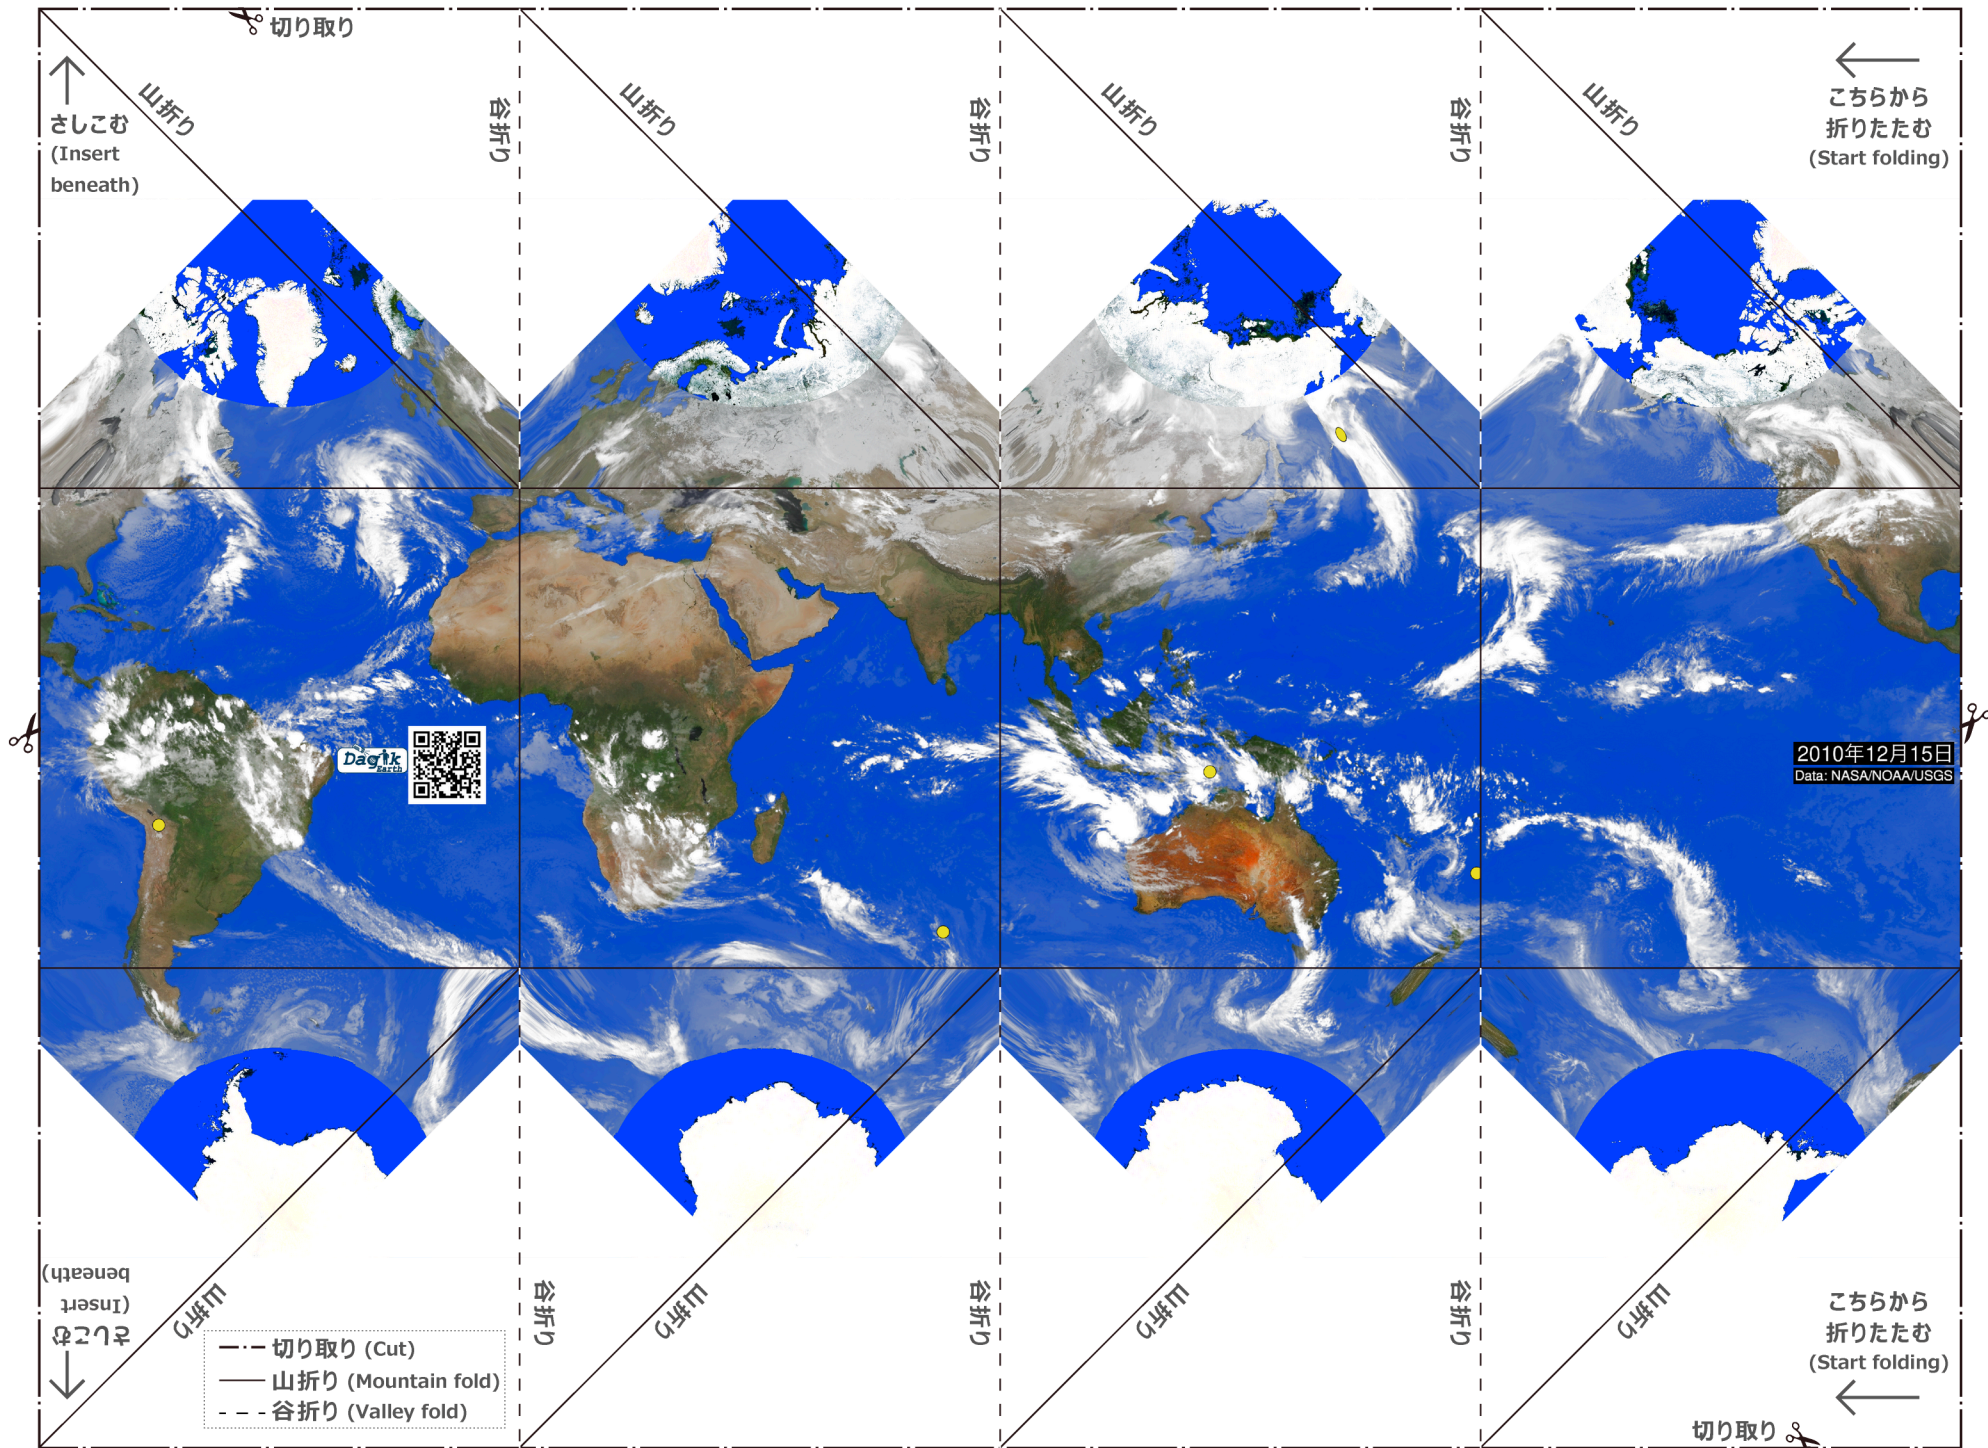 切り取り
さしこむ
(Insert
beneath)
山折り
谷折り
山折り
谷折り
山折り
谷折り
山折り
こちらから
折りたたむ
(Start folding)
Dagik
Earth
2010年12月15日
Data: NASA/NOAA/USGS
さしこむ
(Insert
beneath)
山折り
谷折り
山折り
谷折り
山折り
谷折り
山折り
こちらから
折りたたむ
(Start folding)
切り取り (Cut)
山折り (Mountain fold)
谷折り (Valley fold)
切り取り